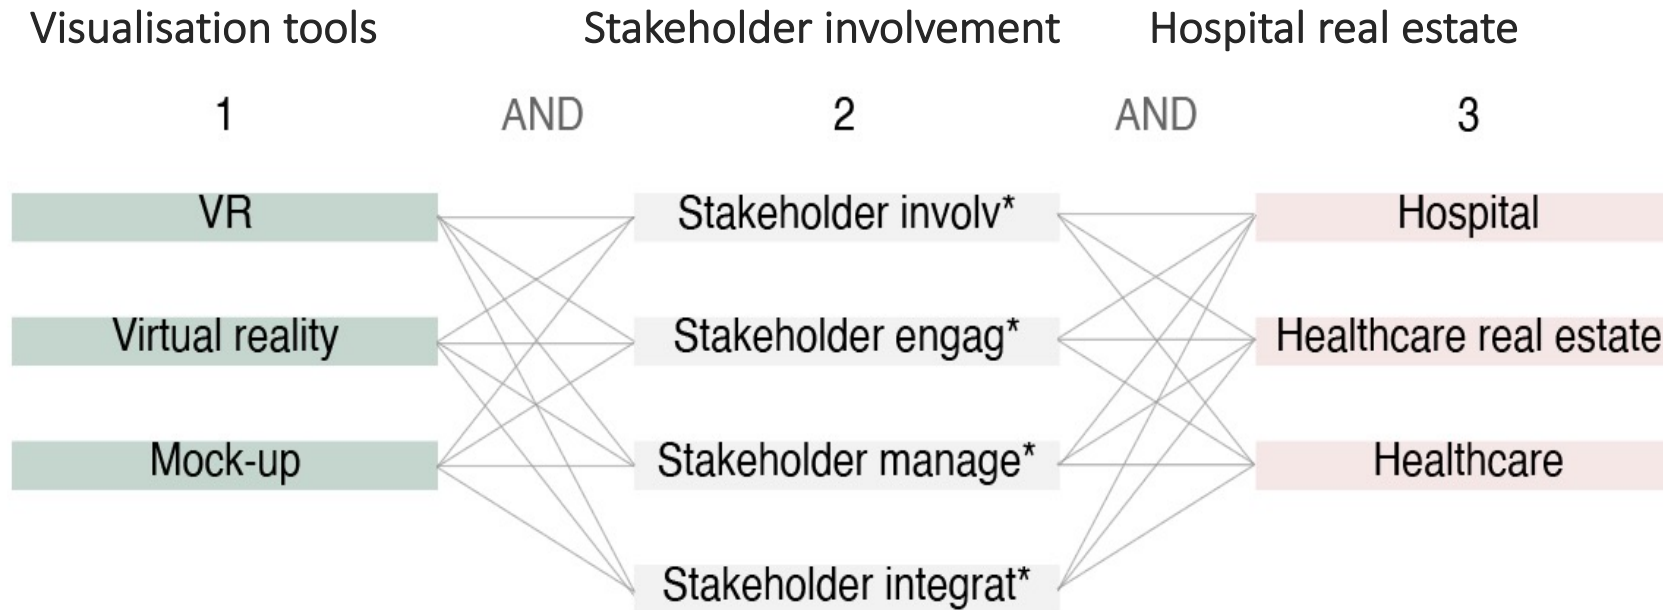 Visualisation tools Stakeholder involvement Hospital real estate
1 AND 2 AND 3
VR Stakeholder involv* Hospital
Virtual reality Stakeholder engag* Healthcare real estate
Mock-up Stakeholder manage* Healthcare
Stakeholder integrat*